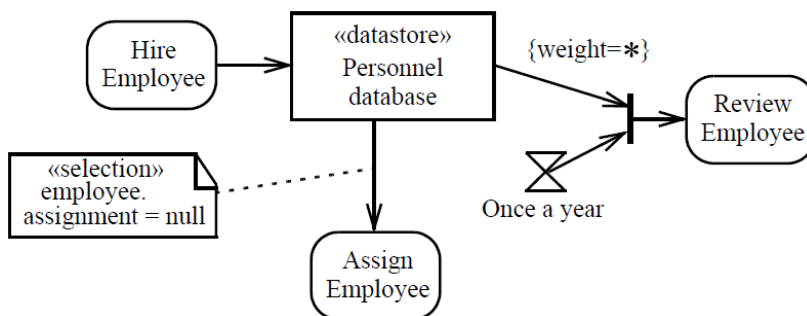 Hire
Employee
«datastore»
Personnel
database
{weight=*}
Review
Employee
«selection»
employee.
assignment = null
Once a year
Assign
Employee